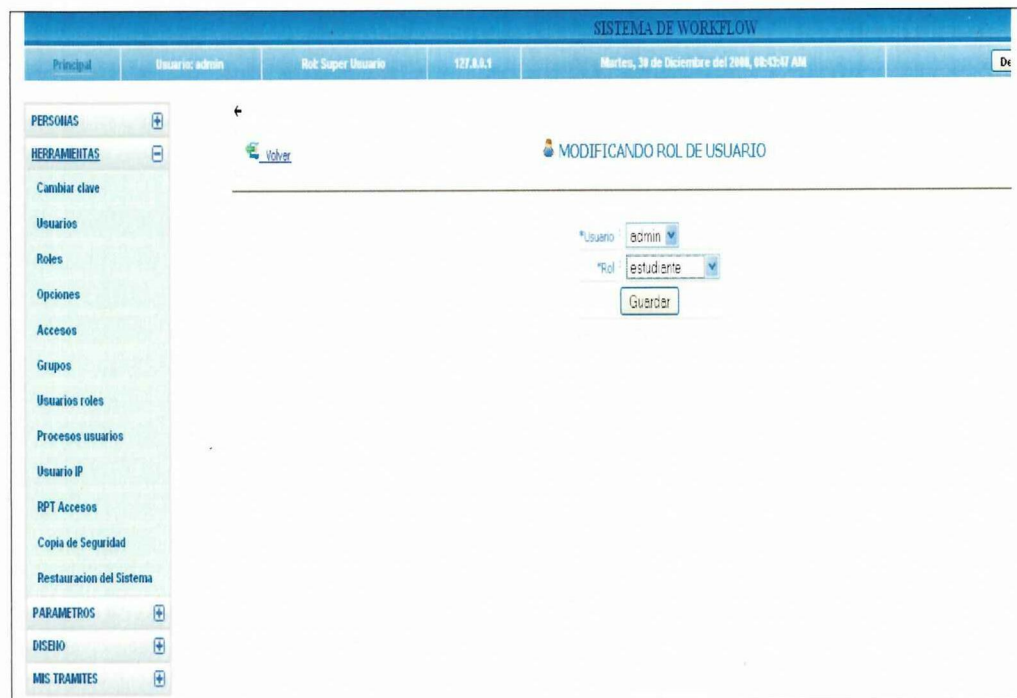 SISTEMA DE WORKFLOW
Principal Usuario: admin Rol: Super Usuario 127.0.0.1 Martes, 30 de Diciembre del 2008, 08:43:47 AM De
PERSONAS
HERRAMIENTAS
Volver MODIFICANDO ROL DE USUARIO
Cambiar clave
Usuarios
*Usuario : admin
Roles
*Rol : estudiante
Opciones
Guardar
Accesos
Grupos
Usuarios roles
Procesos usuarios
Usuario IP
RPT Accesos
Copia de Seguridad
Restauracion del Sistema
PARAMETROS
DISEÑO
MIS TRAMITES